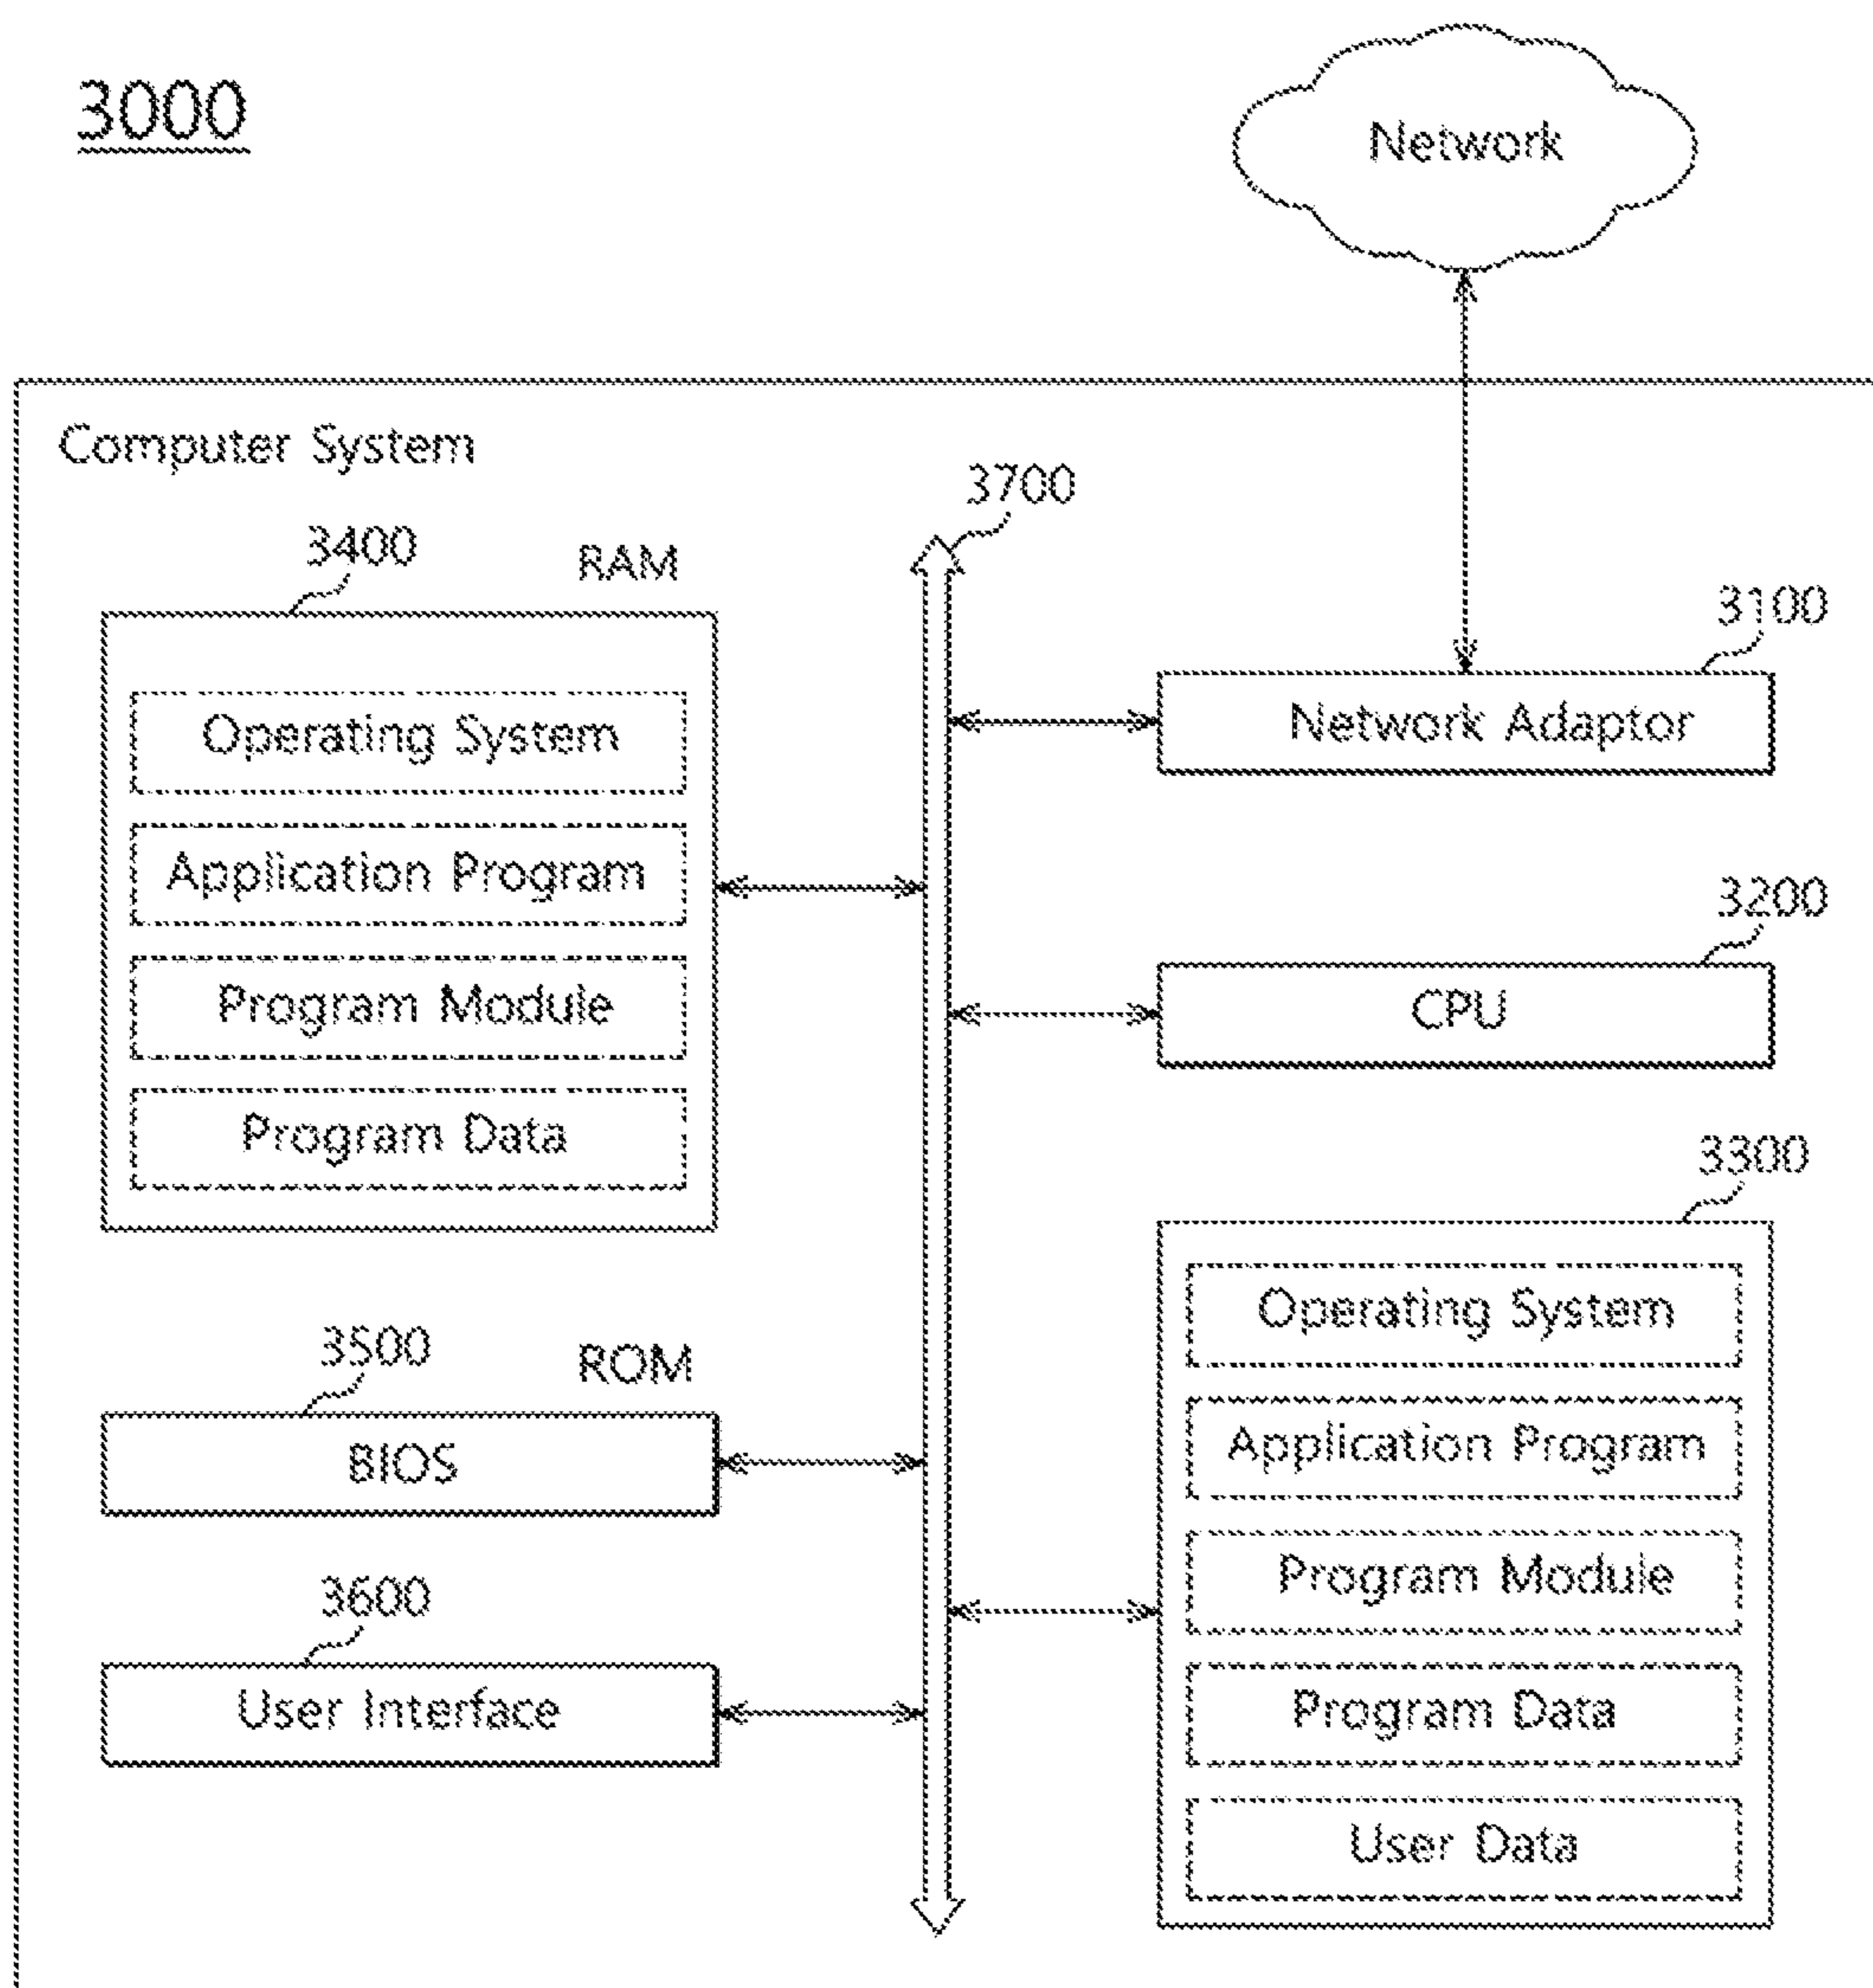 3000
Network
Computer System
3700
3400
RAM
Operating System
Application Program
Program Module
Program Data
3100
Network Adaptor
3200
CPU
3300
Operating System
Application Program
Program Module
Program Data
User Data
3500
ROM
BIOS
3600
User Interface